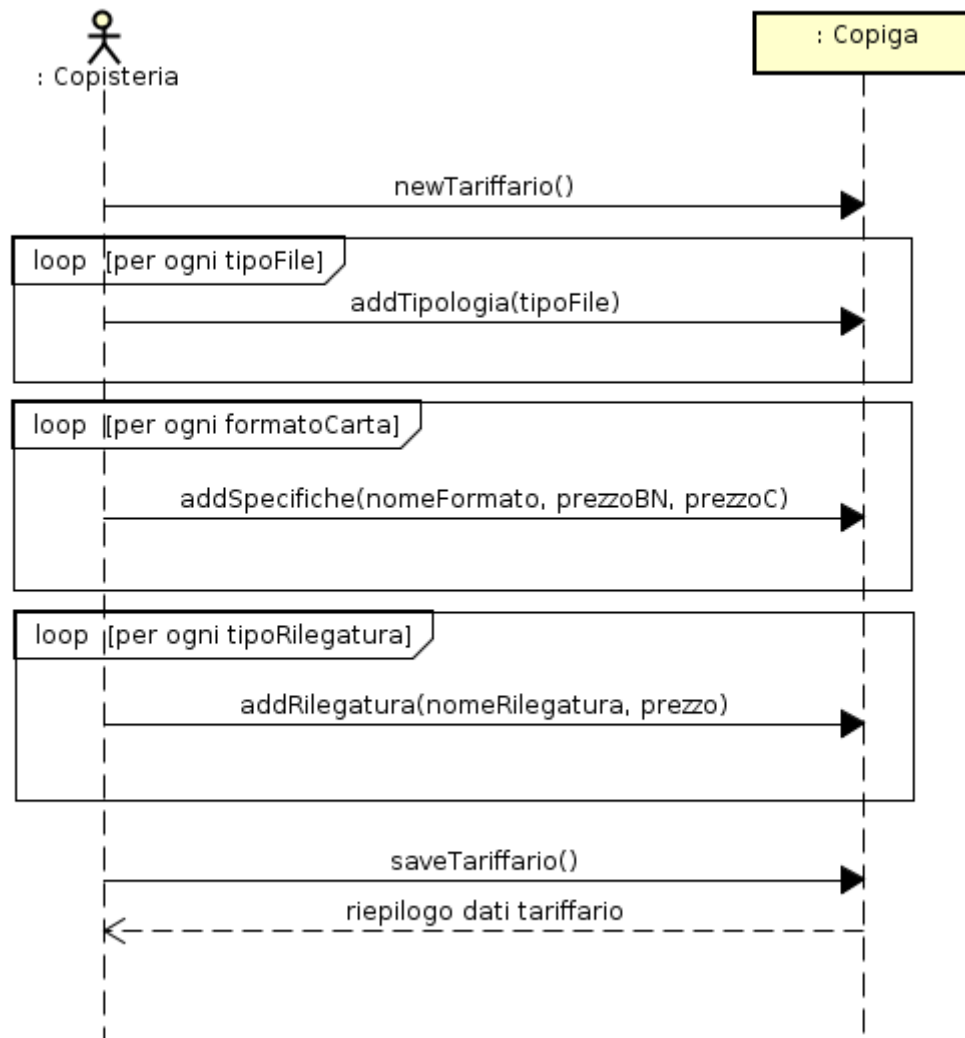 : Copisteria
: Copiga
newTariffario()
loop [per ogni tipoFile]
addTipologia(tipoFile)
loop [per ogni formatoCarta]
addSpecifiche(nomeFormato, prezzoBN, prezzoC)
loop [per ogni tipoRilegatura]
addRilegatura(nomeRilegatura, prezzo)
saveTariffario()
riepilogo dati tariffario